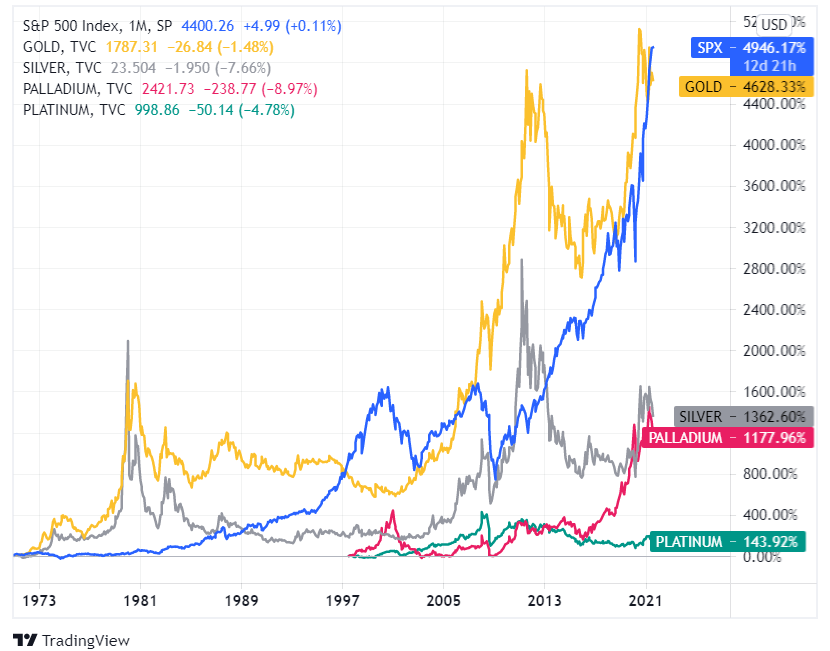 S&P 500 Index, 1M, SP 4400.26 +4.99 (+0.11%)
GOLD, TVC 1787.31 −26.84 (−1.48%)
SILVER, TVC 23.504 −1.950 (−7.66%)
PALLADIUM, TVC 2421.73 −238.77 (−8.97%)
PLATINUM, TVC 998.86 −50.14 (−4.78%)
USD
SPX − 4946.17%
12d 21h
GOLD − 4628.33%
4400.00%
4000.00%
3600.00%
3200.00%
2800.00%
2400.00%
2000.00%
1600.00%
SILVER − 1362.60%
PALLADIUM − 1177.96%
800.00%
400.00%
PLATINUM − 143.92%
0.00%
1973 1981 1989 1997 2005 2013 2021
TradingView